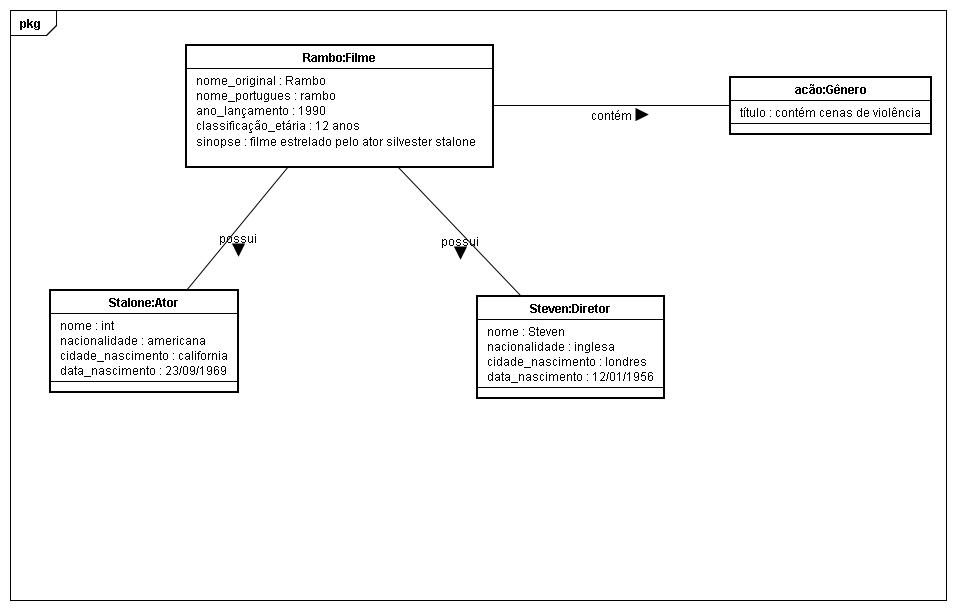 pkg
Rambo:Filme
nome_original : Rambo
nome_portugues : rambo
ano_lançamento : 1990
classificação_etária : 12 anos
sinopse : filme estrelado pelo ator silvester stalone
contém
acão:Gênero
título : contém cenas de violência
possui
possui
Stalone:Ator
nome : int
nacionalidade : americana
cidade_nascimento : california
data_nascimento : 23/09/1969
Steven:Diretor
nome : Steven
nacionalidade : inglesa
cidade_nascimento : londres
data_nascimento : 12/01/1956